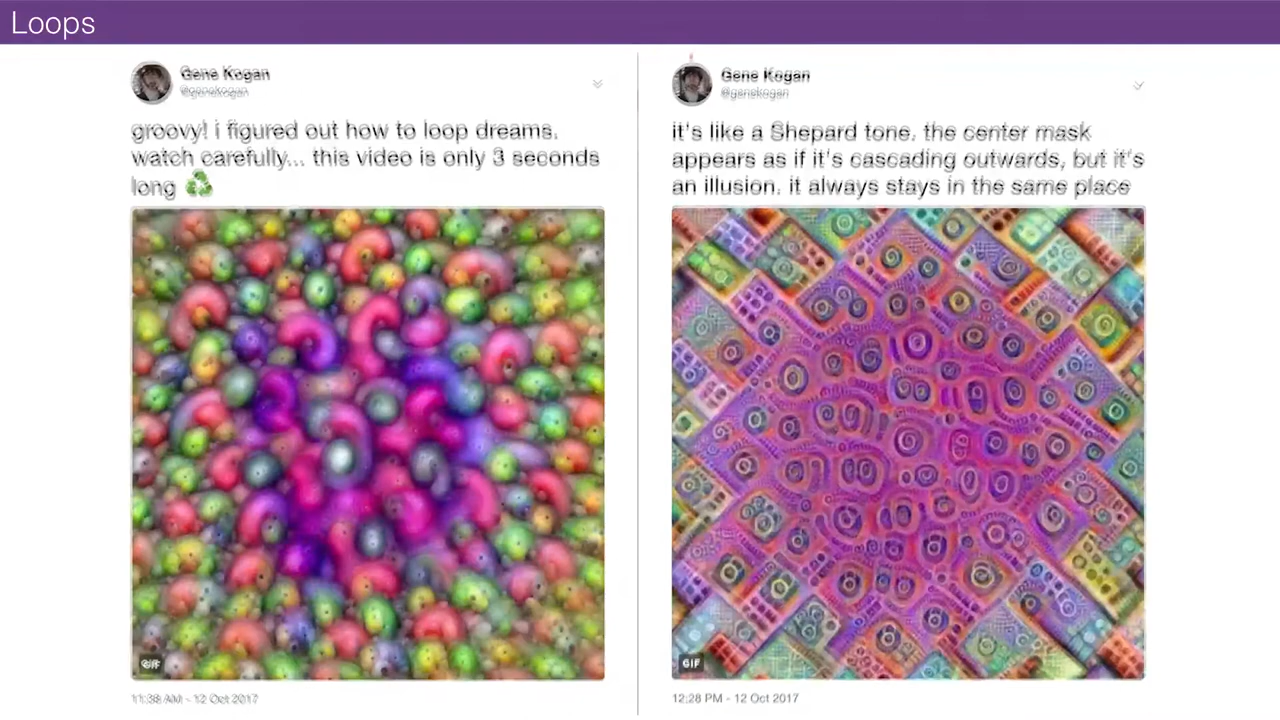 Loops
Gene Kogan
@genekogan
groovy! i figured out how to loop dreams.
watch carefully... this video is only 3 seconds
long
GIF
11:38 AM - 12 Oct 2017
Gene Kogan
@genekogan
it's like a Shepard tone. the center mask
appears as if it's cascading outwards, but it's
an illusion. it always stays in the same place
GIF
12:28 PM - 12 Oct 2017